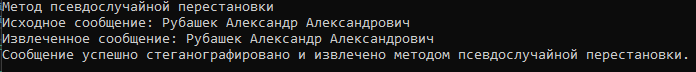 Метод псевдослучайной перестановки
Исходное сообщение: Рубашек Александр Александрович
Извлеченное сообщение: Рубашек Александр Александрович
Сообщение успешно стеганографировано и извлечено методом псевдослучайной перестановки.